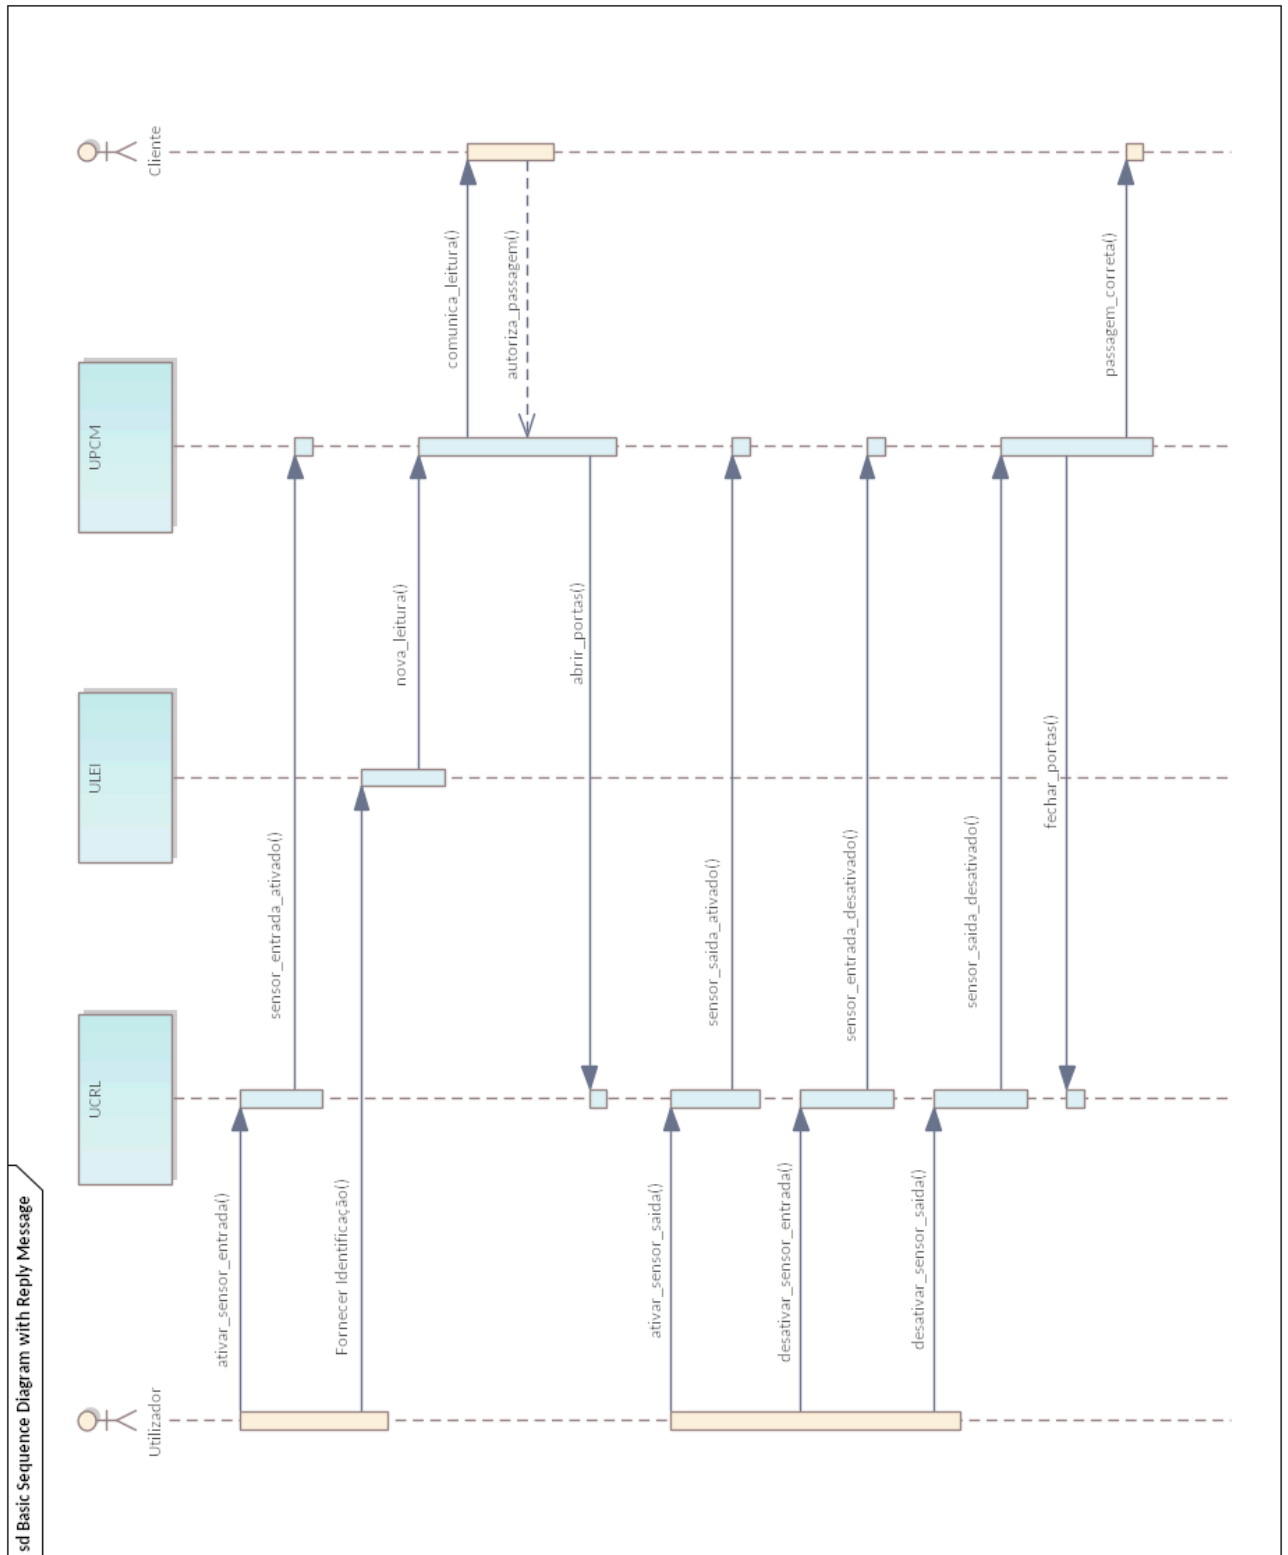 sd Basic Sequence Diagram with Reply Message
Utilizador
UCRL
ULEI
UPCM
Cliente
ativar_sensor_entrada()
sensor_entrada_ativado()
Fornecer Identificação()
nova_leitura()
comunica_leitura()
autoriza_passagem()
abrir_portas()
ativar_sensor_saida()
sensor_saida_ativado()
desativar_sensor_entrada()
sensor_entrada_desativado()
desativar_sensor_saida()
sensor_saida_desativado()
fechar_portas()
passagem_correta()